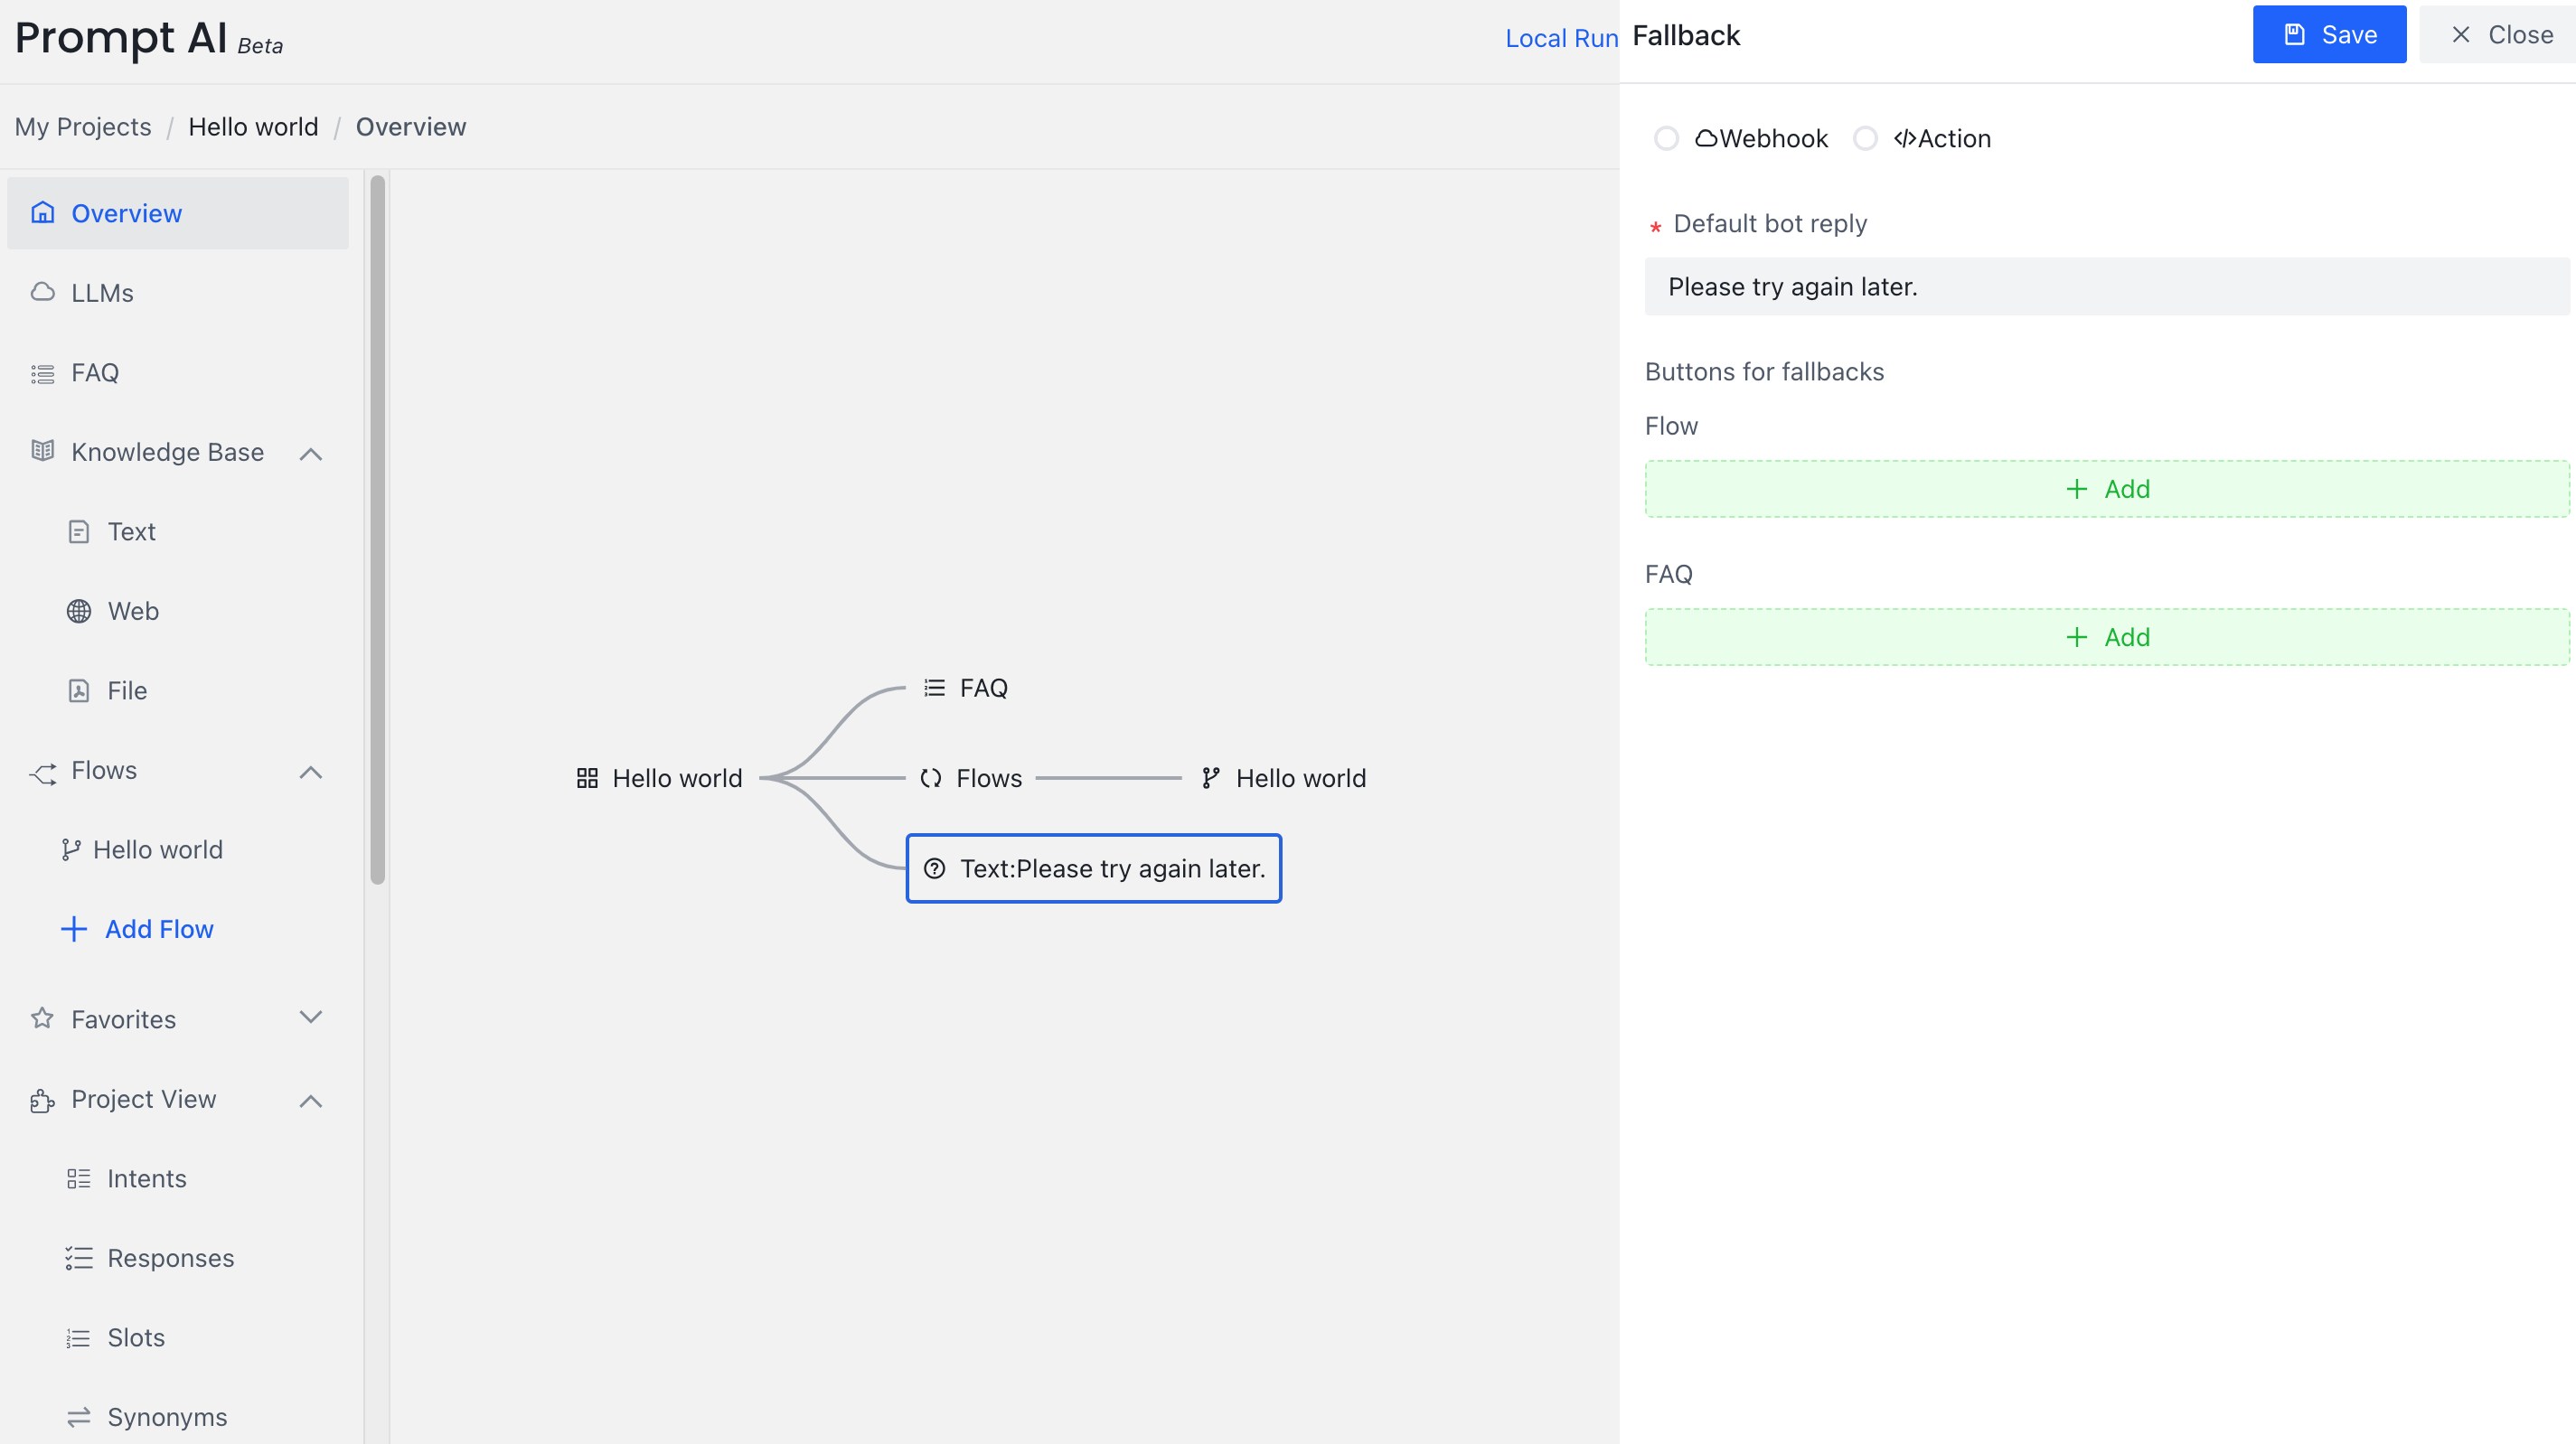 Prompt AI Beta
Local Run
Fallback
Save
Close
My Projects / Hello world / Overview
Webhook
Action
Overview
LLMs
FAQ
Knowledge Base
Text
Web
File
Flows
Hello world
Add Flow
Favorites
Project View
Intents
Responses
Slots
Synonyms
FAQ
Hello world
Flows
Hello world
Text:Please try again later.
* Default bot reply
Please try again later.
Buttons for fallbacks
Flow
+ Add
FAQ
+ Add